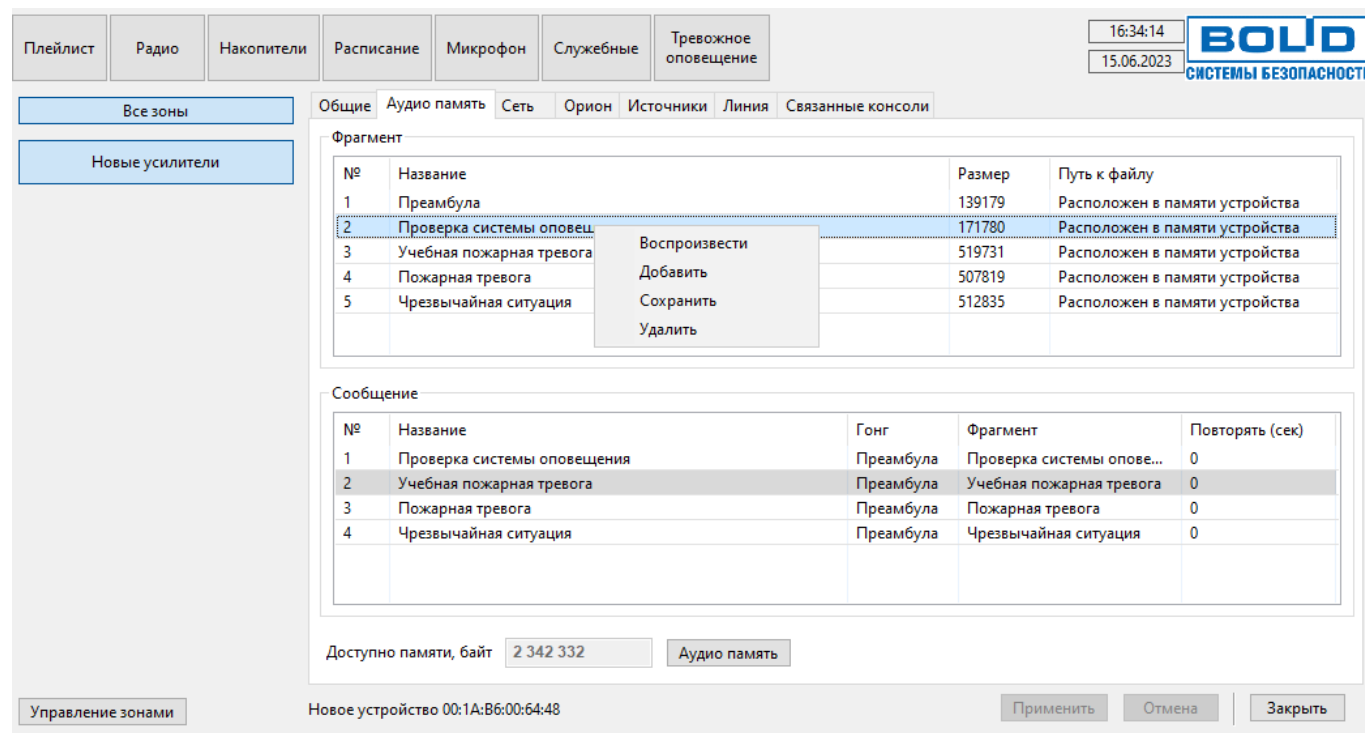 Плейлист Радио Накопители Расписание Микрофон Служебные Тревожное оповещение
16:34:14
15.06.2023
BOLID
СИСТЕМЫ БЕЗОПАСНОСТ
Все зоны
Новые усилители
Общие Аудио память Сеть Орион Источники Линия Связанные консоли
Фрагмент
№ Название Размер Путь к файлу
1 Преамбула 139179 Расположен в памяти устройства
2 Проверка системы оповещ 171780 Расположен в памяти устройства
3 Учебная пожарная тревога 519731 Расположен в памяти устройства
4 Пожарная тревога 507819 Расположен в памяти устройства
5 Чрезвычайная ситуация 512835 Расположен в памяти устройства
Воспроизвести
Добавить
Сохранить
Удалить
Сообщение
№ Название Гонг Фрагмент Повторять (сек)
1 Проверка системы оповещения Преамбула Проверка системы опове... 0
2 Учебная пожарная тревога Преамбула Учебная пожарная тревога 0
3 Пожарная тревога Преамбула Пожарная тревога 0
4 Чрезвычайная ситуация Преамбула Чрезвычайная ситуация 0
Доступно памяти, байт 2 342 332 Аудио память
Управление зонами Новое устройство 00:1A:B6:00:64:48 Применить Отмена Закрыть